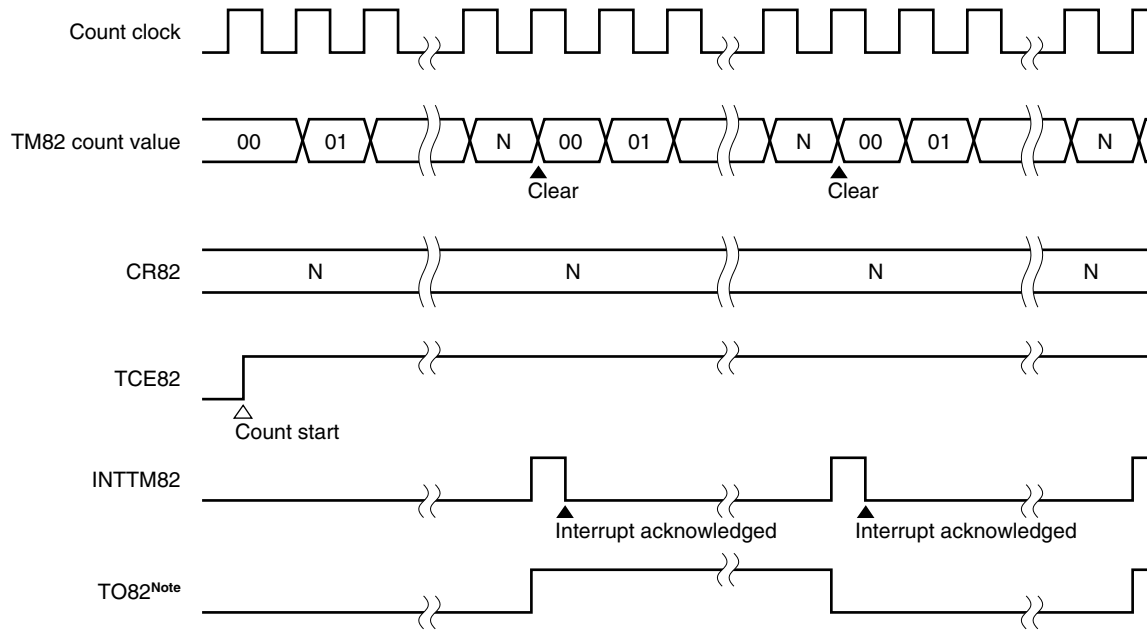 Count clock
TM82 count value 00 01 N 00 01 N 00 01 N
Clear Clear
CR82 N N N N
TCE82
Count start
INTTM82
Interrupt acknowledged Interrupt acknowledged
TO82Note